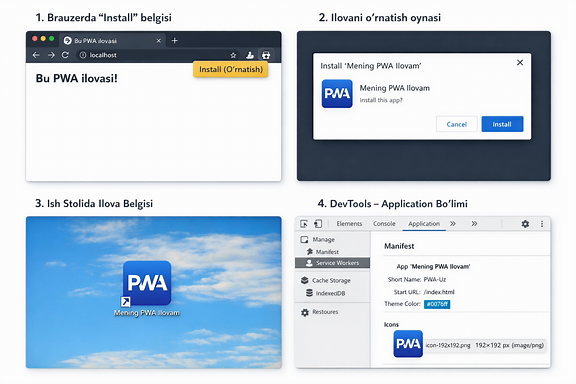 1. Brauzerda “Install” belgisi
Bu PWA ilovasi
localhost
Install (O‘rnatish)
Bu PWA ilovasi!
2. Ilovani o‘rnatish oynasi
Install ‘Mening PWA Ilovam’
PWA
Mening PWA Ilovam
Install this app?
Cancel
Install
3. Ish Stolida Ilova Belgisi
PWA
Mening PWA Ilovam
4. DevTools – Application Bo‘limi
Elements Console Application
Manage
Manifest
Service Workers
Cache Storage
IndexedDB
Restoures
Manifest
App ‘Mening PWA Ilovam’
Short Name: PWA-Uz
Start URL: /index.html
Theme Color: #0076ff
Icons
PWA
icon-192x192.png 192×192 px (image/png)